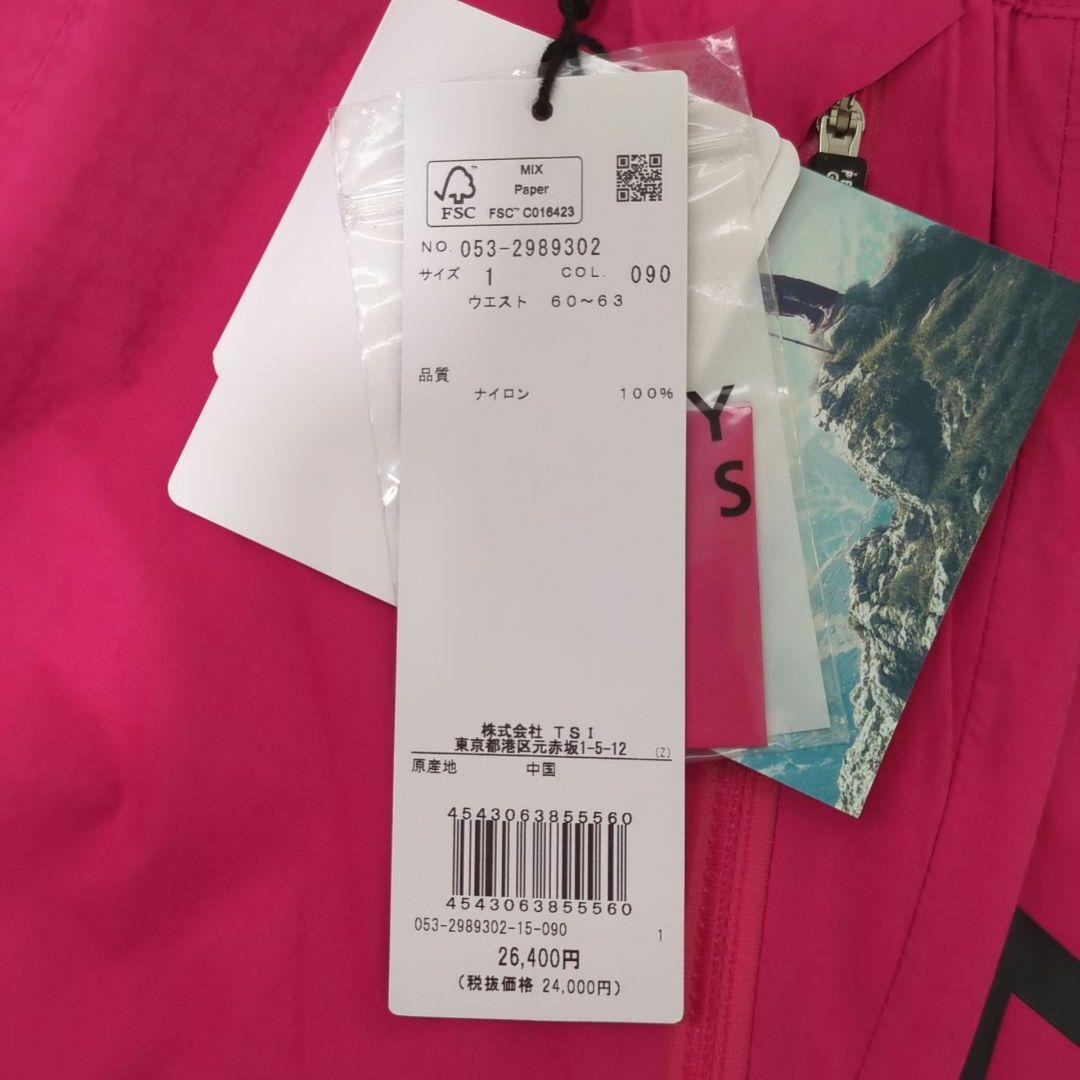 MIX
Paper
FSC™
FSC™ C016423
NO. 053-2989302
サイズ 1 COL. 090
ウエスト 60～63
品質
ナイロン 100%
Y
S
株式会社 TSI
東京都港区元赤坂1-5-12 (Z)
原産地 中国
4543063855560
4543063855560
053-2989302-15-090 1
26,400円
(税抜価格 24,000円)